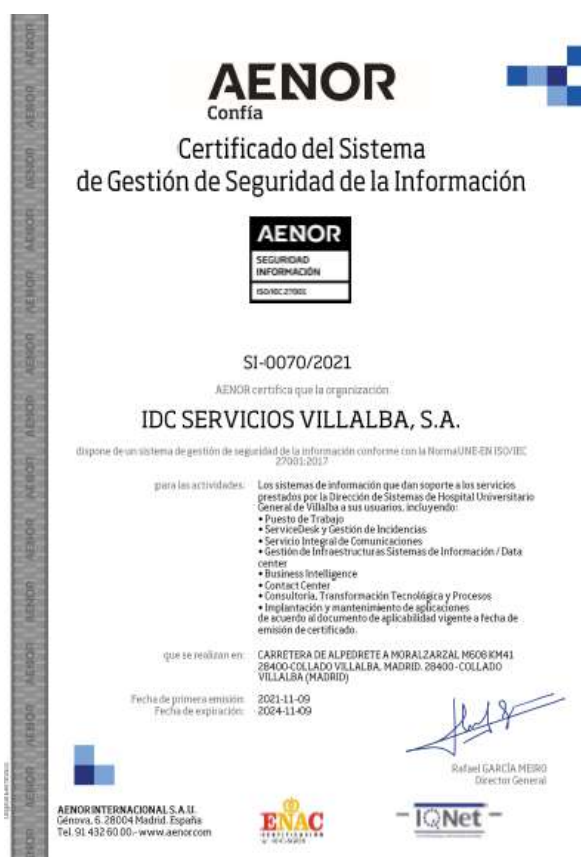 AENOR
Confía
Certificado del Sistema
de Gestión de Seguridad de la Información
AENOR
SEGURIDAD
INFORMACIÓN
ISO/IEC 27001
SI-0070/2021
AENOR certifica que la organización
IDC SERVICIOS VILLALBA, S.A.
dispone de un sistema de gestión de seguridad de la información conforme con la NormaUNE-EN ISO/IEC
27001:2017
para las actividades: Los sistemas de información que dan soporte a los servicios
prestados por la Dirección de Sistemas de Hospital Universitario
General de Villalba a sus usuarios, incluyendo:
• Puesto de Trabajo
• ServiceDesk y Gestión de Incidencias
• Servicio Integral de Comunicaciones
• Gestión de Infraestructuras Sistemas de Información / Data
center
• Business Intelligence
• Contact Center
• Consultoria, Transformación Tecnológica y Procesos
• Implantación y mantenimiento de aplicaciones
de acuerdo al documento de aplicabilidad vigente a fecha de
emisión de certificado.
que se realizan en: CARRETERA DE ALPEDRETE A MORALZARZAL M608 KM41
28400-COLLADO VILLALBA. MADRID. 28400 - COLLADO
VILLALBA (MADRID)
Fecha de primera emisión: 2021-11-09
Fecha de expiración: 2024-11-09
Rafael GARCÍA MEIRO
Director General
AENOR INTERNACIONAL S.A.U.
Génova, 6. 28004 Madrid. España
Tel. 91 432 60 00.- www.aenor.com
ENAC
CERTIFICACIÓN
IQNet